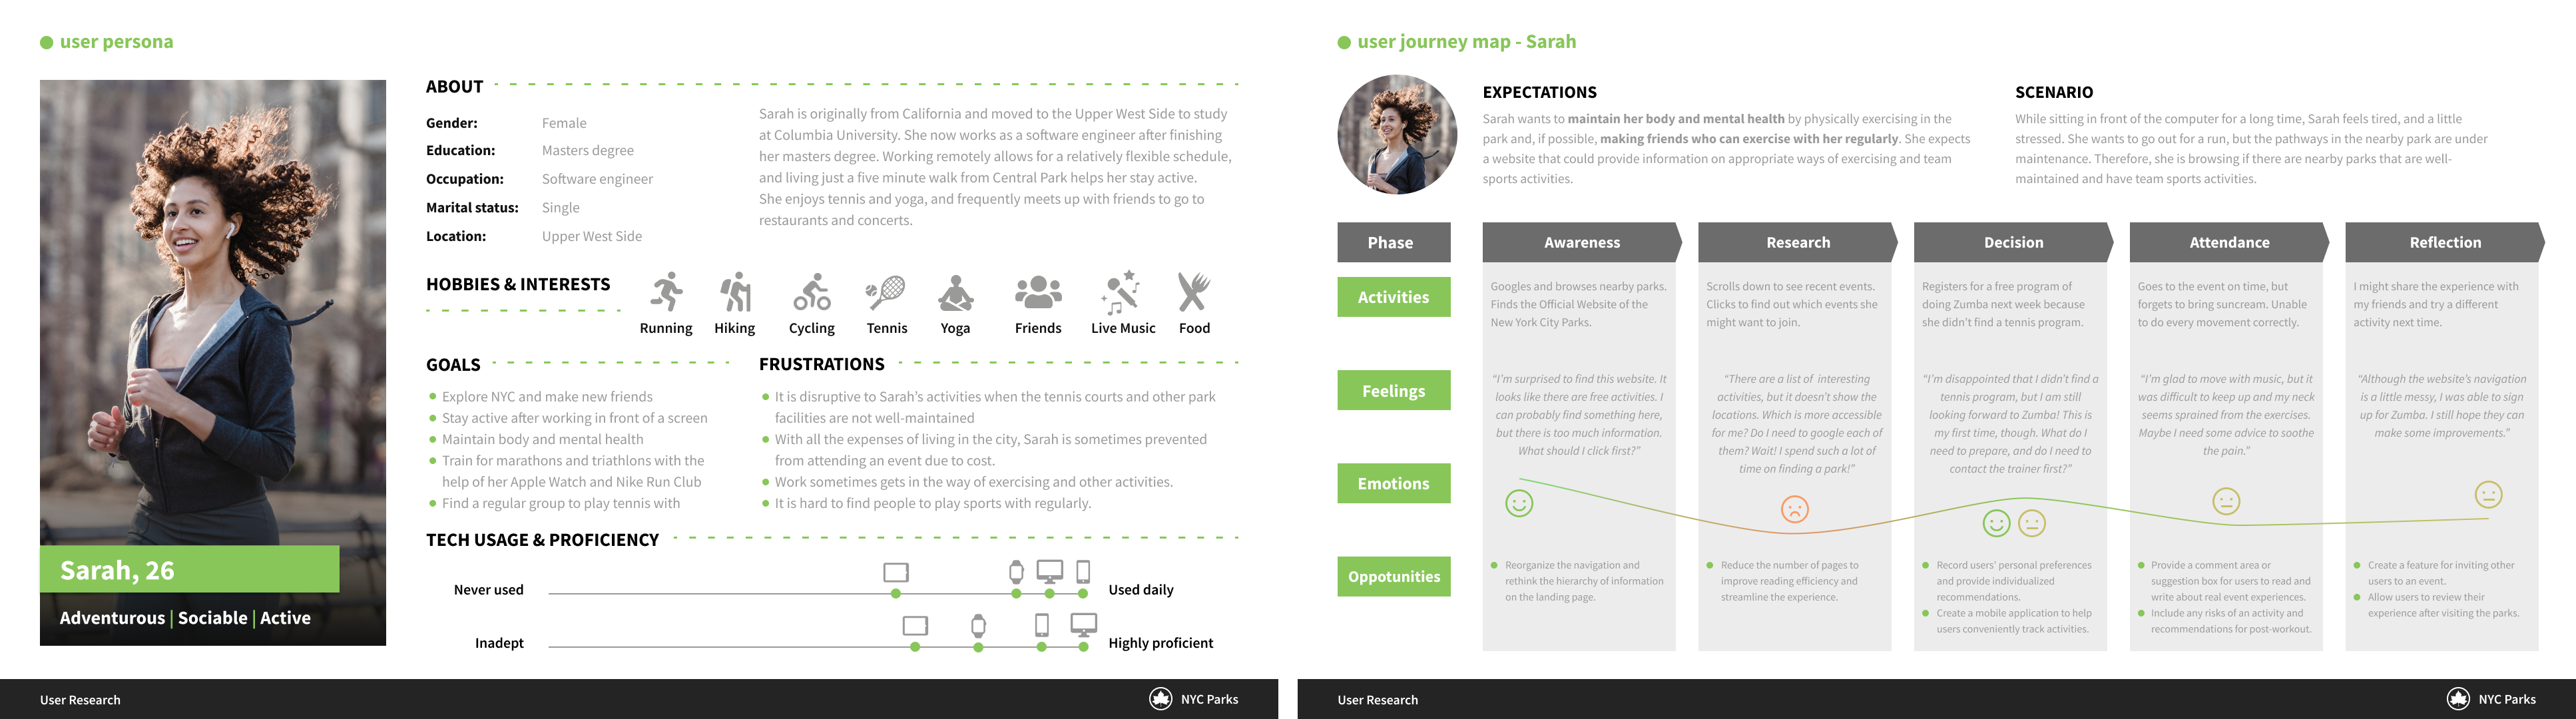 user persona
ABOUT
Gender: Female
Education: Masters degree
Occupation: Software engineer
Marital status: Single
Location: Upper West Side
Sarah is originally from California and moved to the Upper West Side to study
at Columbia University. She now works as a software engineer after finishing
her masters degree. Working remotely allows for a relatively flexible schedule,
and living just a five minute walk from Central Park helps her stay active.
She enjoys tennis and yoga, and frequently meets up with friends to go to
restaurants and concerts.
HOBBIES & INTERESTS
Running Hiking Cycling Tennis Yoga Friends Live Music Food
GOALS
Explore NYC and make new friends
Stay active after working in front of a screen
Maintain body and mental health
Train for marathons and triathlons with the
help of her Apple Watch and Nike Run Club
Find a regular group to play tennis with
FRUSTRATIONS
It is disruptive to Sarah's activities when the tennis courts and other park
facilities are not well-maintained
With all the expenses of living in the city, Sarah is sometimes prevented
from attending an event due to cost.
Work sometimes gets in the way of exercising and other activities.
It is hard to find people to play sports with regularly.
TECH USAGE & PROFICIENCY
Never used Used daily
Inadept Highly proficient
Sarah, 26
Adventurous | Sociable | Active
User Research NYC Parks
user journey map - Sarah
EXPECTATIONS
Sarah wants to maintain her body and mental health by physically exercising in the
park and, if possible, making friends who can exercise with her regularly. She expects
a website that could provide information on appropriate ways of exercising and team
sports activities.
SCENARIO
While sitting in front of the computer for a long time, Sarah feels tired, and a little
stressed. She wants to go out for a run, but the pathways in the nearby park are under
maintenance. Therefore, she is browsing if there are nearby parks that are well-
maintained and have team sports activities.
Phase Awareness Research Decision Attendance Reflection
Activities
Googles and browses nearby parks.
Finds the Official Website of the
New York City Parks.
Scrolls down to see recent events.
Clicks to find out which events she
might want to join.
Registers for a free program of
doing Zumba next week because
she didn't find a tennis program.
Goes to the event on time, but
forgets to bring suncream. Unable
to do every movement correctly.
I might share the experience with
my friends and try a different
activity next time.
Feelings
"I'm surprised to find this website. It
looks like there are free activities. I
can probably find something here,
but there is too much information.
What should I click first?"
"There are a list of interesting
activities, but it doesn't show the
locations. Which is more accessible
for me? Do I need to google each of
them? Wait! I spend such a lot of
time on finding a park!"
"I'm disappointed that I didn't find a
tennis program, but I am still
looking forward to Zumba! This is
my first time, though. What do I
need to prepare, and do I need to
contact the trainer first?"
"I'm glad to move with music, but it
was difficult to keep up and my neck
seems sprained from the exercises.
Maybe I need some advice to soothe
the pain."
"Although the website's navigation
is a little messy, I was able to sign
up for Zumba. I still hope they can
make some improvements."
Emotions
Oppotunities
Reorganize the navigation and
rethink the hierarchy of information
on the landing page.
Reduce the number of pages to
improve reading efficiency and
streamline the experience.
Record users' personal preferences
and provide individualized
recommendations.
Create a mobile application to help
users conveniently track activities.
Provide a comment area or
suggestion box for users to read and
write about real event experiences.
Include any risks of an activity and
recommendations for post-workout.
Create a feature for inviting other
users to an event.
Allow users to review their
experience after visiting the parks.
User Research NYC Parks